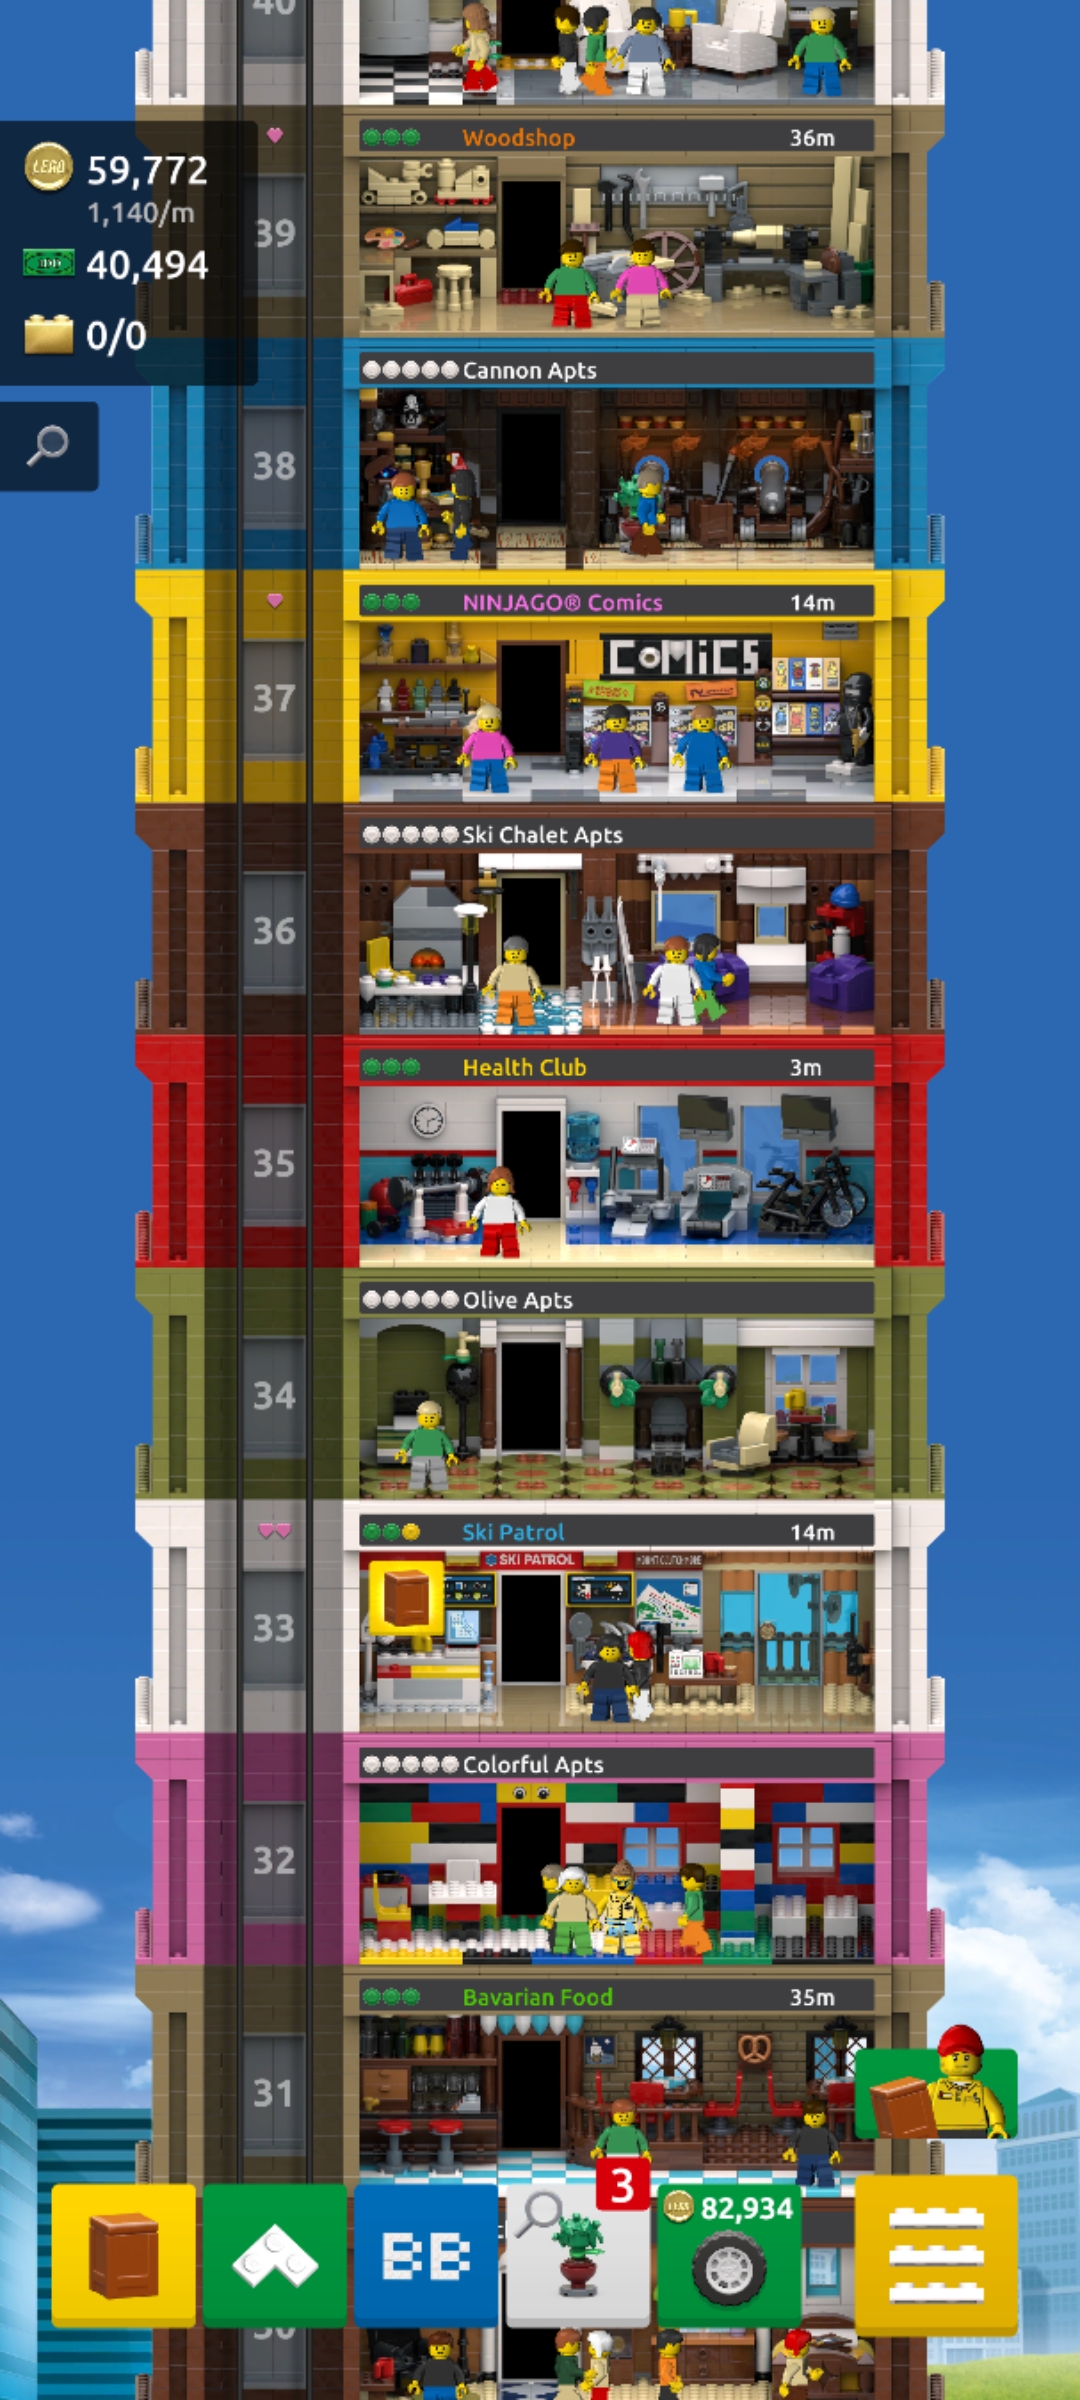 40
Woodshop 36m
LEGO 59,772
1,140/m
39
40,494
0/0
Cannon Apts
38
NINJAGO® Comics 14m
COMiCS
37
Ski Chalet Apts
36
Health Club 3m
35
Olive Apts
34
Ski Patrol 14m
SKI PATROL
33
Colorful Apts
32
Bavarian Food 35m
31
3
82,934
BB
30